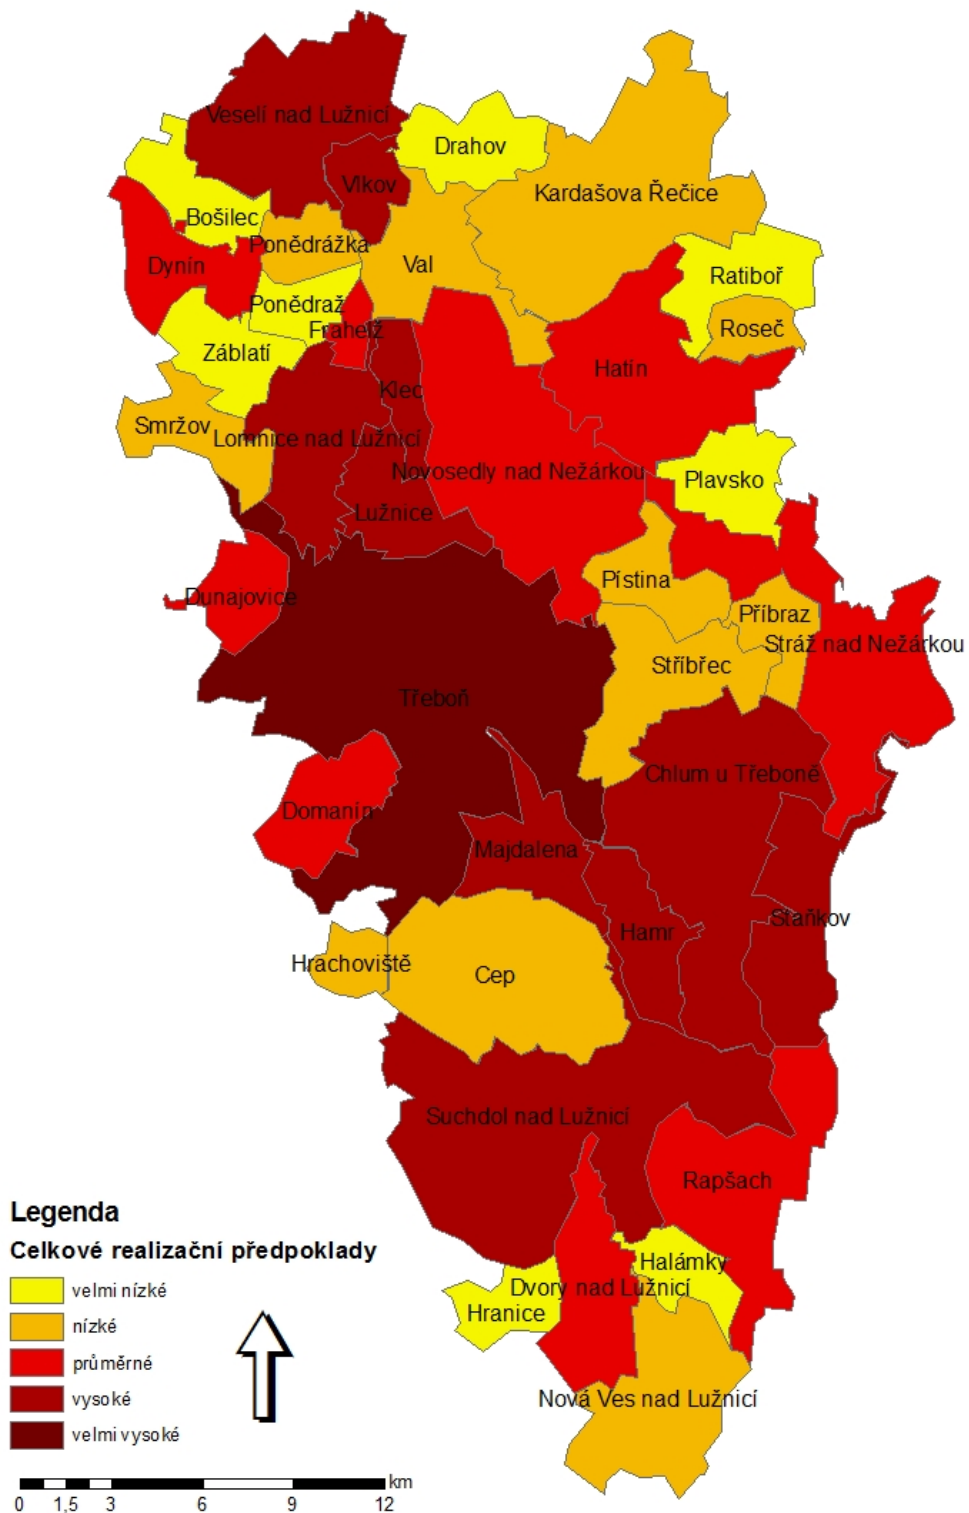 Veselí nad Lužnicí
Drahov
Vlkov
Kardašova Řečice
Bošilec
Ponědrážka
Val
Dynín
Ratiboř
Ponědraž
Frahelž
Roseč
Záblatí
Hatín
Klec
Smržov
Lomnice nad Lužnicí
Novosedly nad Nežárkou
Plavsko
Lužnice
Pístina
Dunajovice
Příbraz
Stráž nad Nežárkou
Stříbřec
Třeboň
Chlum u Třeboně
Domanín
Majdalena
Staňkov
Hamr
Hrachoviště
Cep
Suchdol nad Lužnicí
Rapšach
Halámky
Dvory nad Lužnicí
Hranice
Nová Ves nad Lužnicí
Legenda
Celkové realizační předpoklady
velmi nízké
nízké
průměrné
vysoké
velmi vysoké
km
0 1,5 3 6 9 12